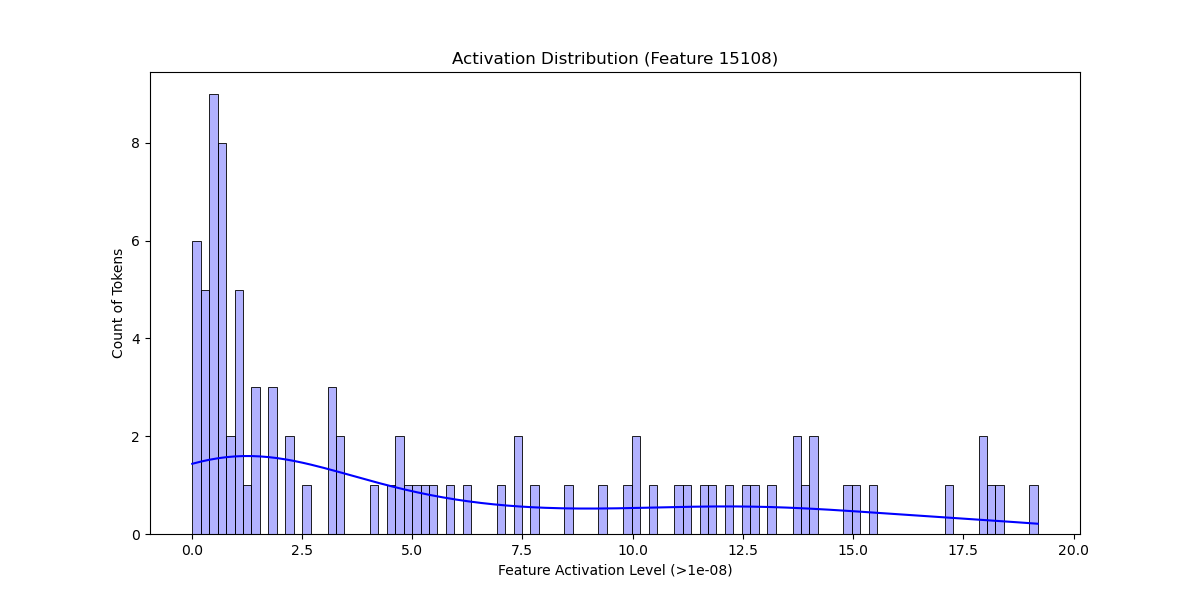 Activation Distribution (Feature 15108)
Count of Tokens
8
6
4
2
0
0.0 2.5 5.0 7.5 10.0 12.5 15.0 17.5 20.0
Feature Activation Level (>1e-08)